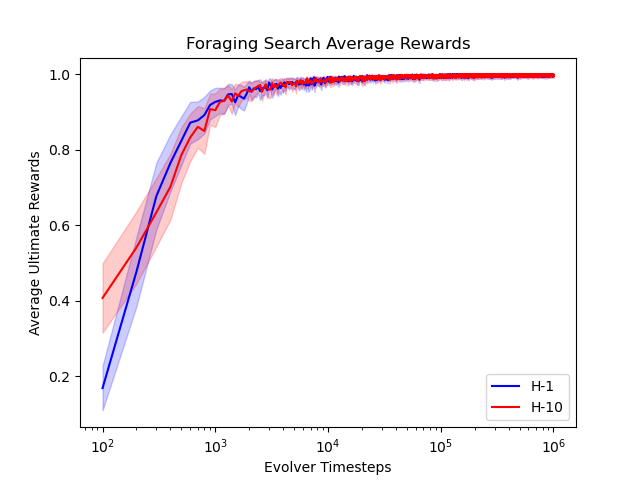 Foraging Search Average Rewards
Average Ultimate Rewards
1.0
0.8
0.6
0.4
0.2
10²
10³
10⁴
10⁵
10⁶
Evolver Timesteps
H-1
H-10